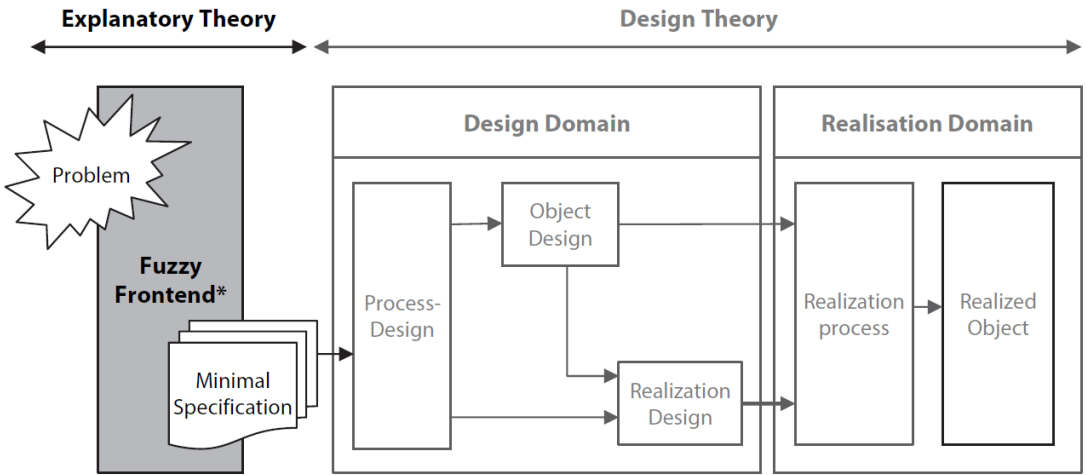 Explanatory Theory
Design Theory
Problem
Fuzzy
Frontend*
Minimal
Specification
Design Domain
Process-
Design
Object
Design
Realization
Design
Realisation Domain
Realization
process
Realized
Object